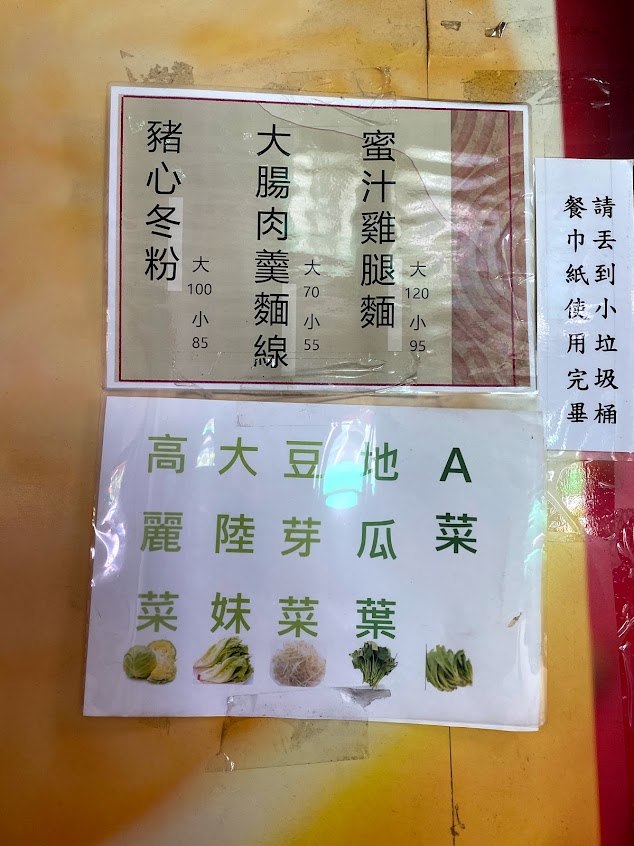 蜜汁雞腿麵
大
120
小
95
大腸肉羹麵線
大
70
小
55
豬心冬粉
大
100
小
85
請丟到小垃圾桶
餐巾紙使用完畢
A菜
地瓜葉
豆芽菜
大陸妹
高麗菜